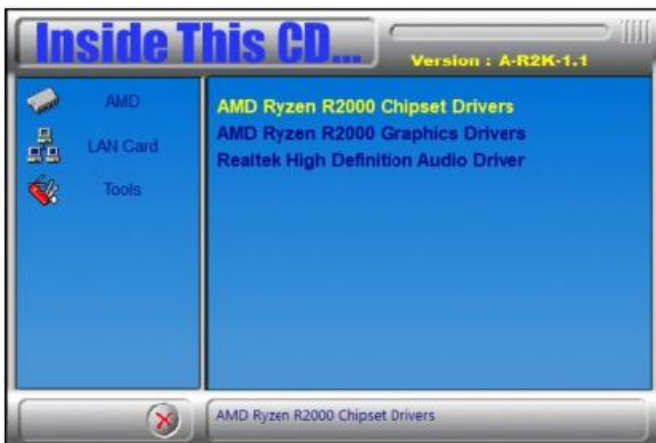 Inside This CD...
Version : A-R2K-1.1
AMD
LAN Card
Tools
AMD Ryzen R2000 Chipset Drivers
AMD Ryzen R2000 Graphics Drivers
Realtek High Definition Audio Driver
AMD Ryzen R2000 Chipset Drivers